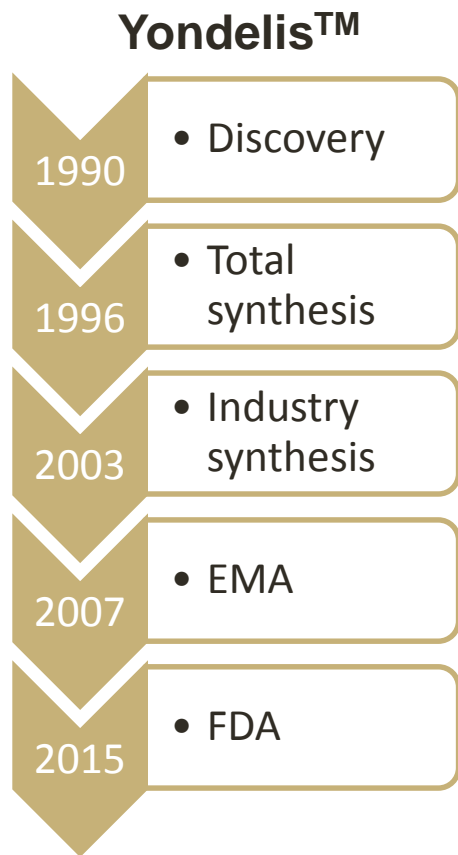 Yondelis™
1990
• Discovery
1996
• Total
synthesis
2003
• Industry
synthesis
2007
• EMA
2015
• FDA